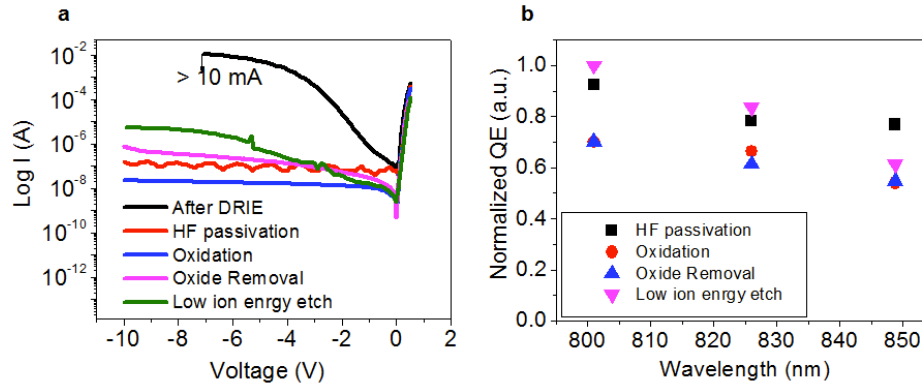 a
Log I (A)
10⁻²
10⁻⁴
10⁻⁶
10⁻⁸
10⁻¹⁰
10⁻¹²
> 10 mA
After DRIE
HF passivation
Oxidation
Oxide Removal
Low ion enrgy etch
-10 -8 -6 -4 -2 0 2
Voltage (V)
b
Normalized QE (a.u.)
1.0
0.8
0.6
0.4
0.2
0.0
HF passivation
Oxidation
Oxide Removal
Low ion enrgy etch
800 810 820 830 840 850
Wavelength (nm)